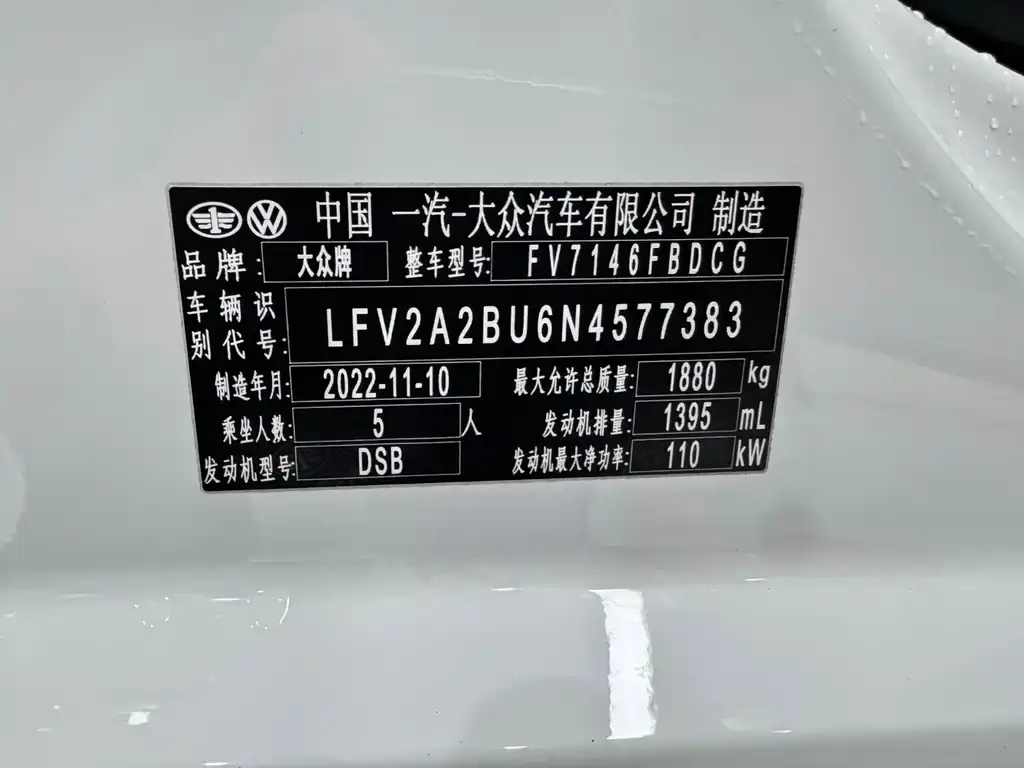 中国 一汽-大众汽车有限公司 制造
品牌: 大众牌 整车型号: FV7146FBDCG
车辆识别代号: LFV2A2BU6N4577383
制造年月: 2022-11-10 最大允许总质量: 1880 kg
乘坐人数: 5 人 发动机排量: 1395 mL
发动机型号: DSB 发动机最大净功率: 110 kW